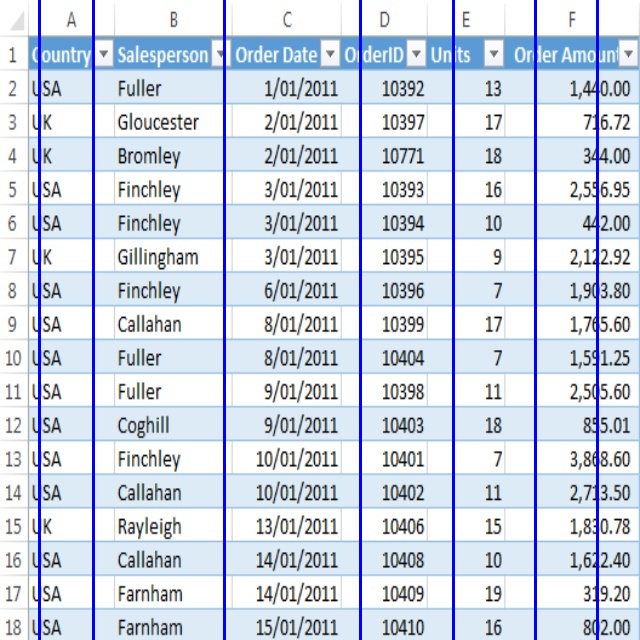 A B C D E F
1 Country Salesperson Order Date OrderID Units Order Amount
2 USA Fuller 1/01/2011 10392 13 1,440.00
3 UK Gloucester 2/01/2011 10397 17 716.72
4 UK Bromley 2/01/2011 10771 18 344.00
5 USA Finchley 3/01/2011 10393 16 2,556.95
6 USA Finchley 3/01/2011 10394 10 442.00
7 UK Gillingham 3/01/2011 10395 9 2,122.92
8 USA Finchley 6/01/2011 10396 7 1,903.80
9 USA Callahan 8/01/2011 10399 17 1,765.60
10 USA Fuller 8/01/2011 10404 7 1,591.25
11 USA Fuller 9/01/2011 10398 11 2,505.60
12 USA Coghill 9/01/2011 10403 18 855.01
13 USA Finchley 10/01/2011 10401 7 3,868.60
14 USA Callahan 10/01/2011 10402 11 2,713.50
15 UK Rayleigh 13/01/2011 10406 15 1,830.78
16 USA Callahan 14/01/2011 10408 10 1,622.40
17 USA Farnham 14/01/2011 10409 19 319.20
18 USA Farnham 15/01/2011 10410 16 802.00